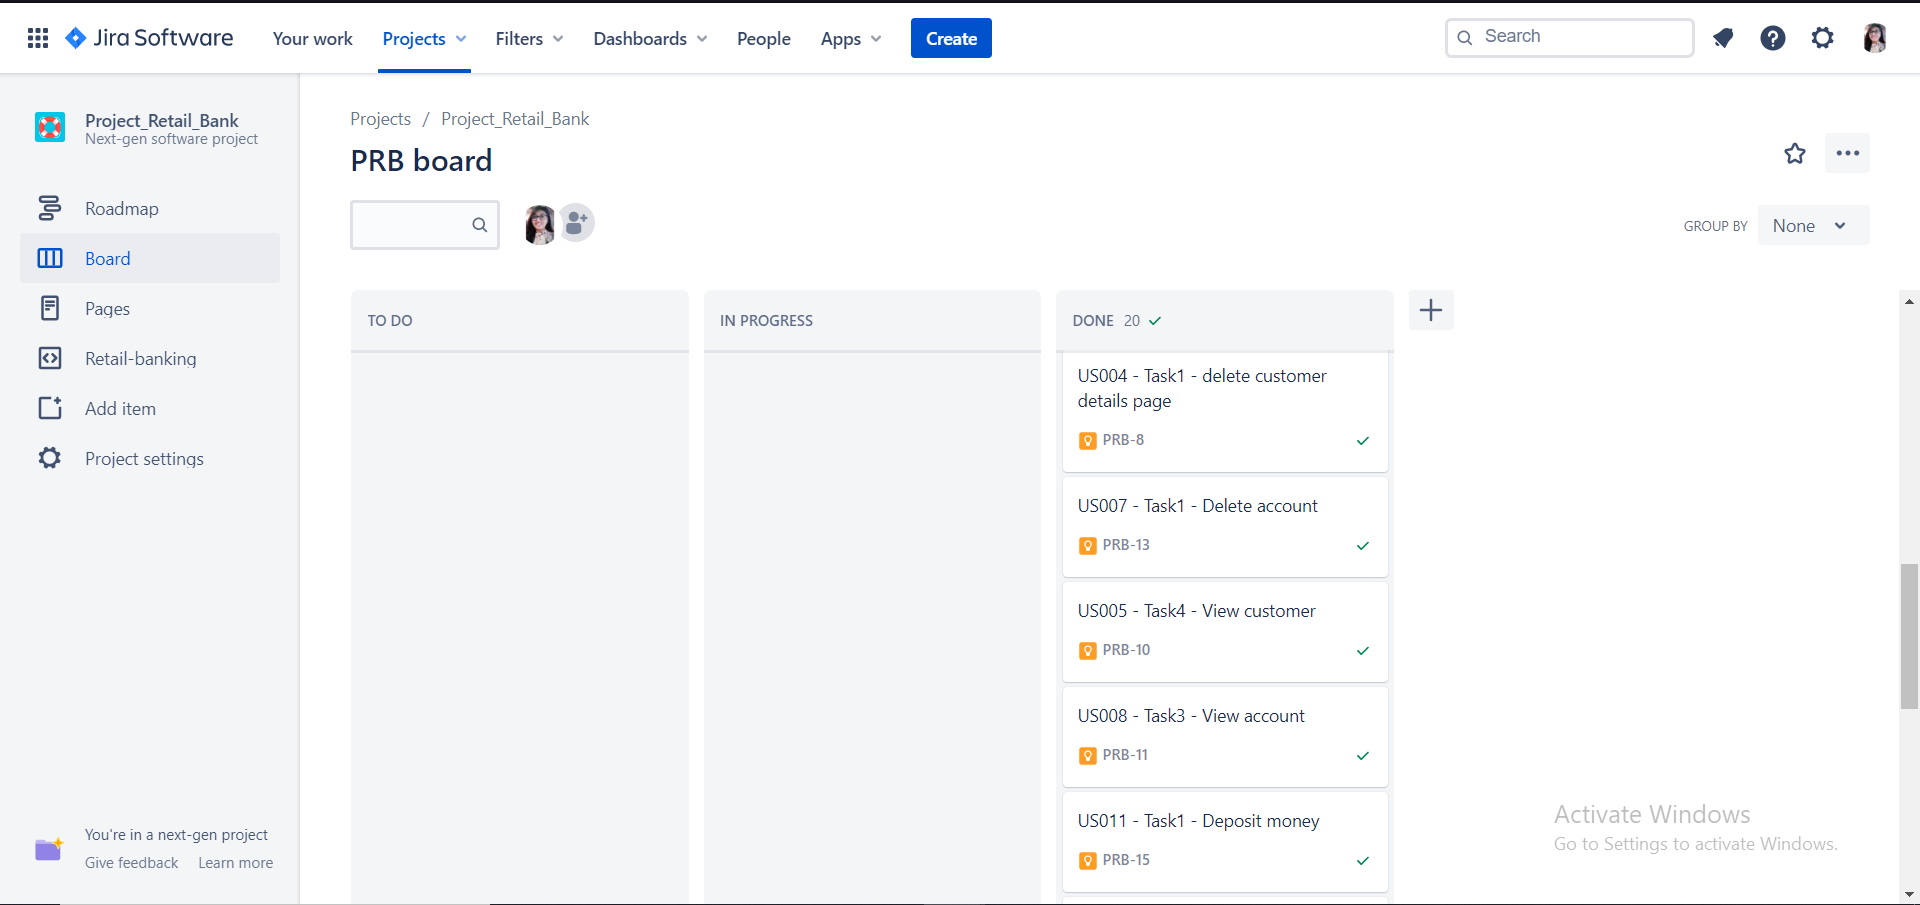 Jira Software
Your work
Projects
Filters
Dashboards
People
Apps
Create
Search
Project_Retail_Bank
Next-gen software project
Roadmap
Board
Pages
Retail-banking
Add item
Project settings
You're in a next-gen project
Give feedback
Learn more
Projects / Project_Retail_Bank
PRB board
GROUP BY
None
TO DO
IN PROGRESS
DONE 20
US004 - Task1 - delete customer
details page
PRB-8
US007 - Task1 - Delete account
PRB-13
US005 - Task4 - View customer
PRB-10
US008 - Task3 - View account
PRB-11
US011 - Task1 - Deposit money
PRB-15
Activate Windows
Go to Settings to activate Windows.